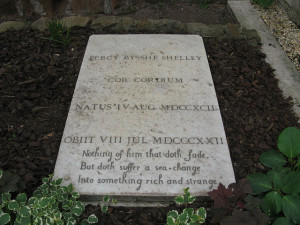 PERCY BYSSHE SHELLEY
COR CORDIUM
NATUS IV AUG. MDCCXCII
OBIIT VIII JUL. MDCCCXXII
Nothing of him that doth fade,
But doth suffer a sea-change
Into something rich and strange